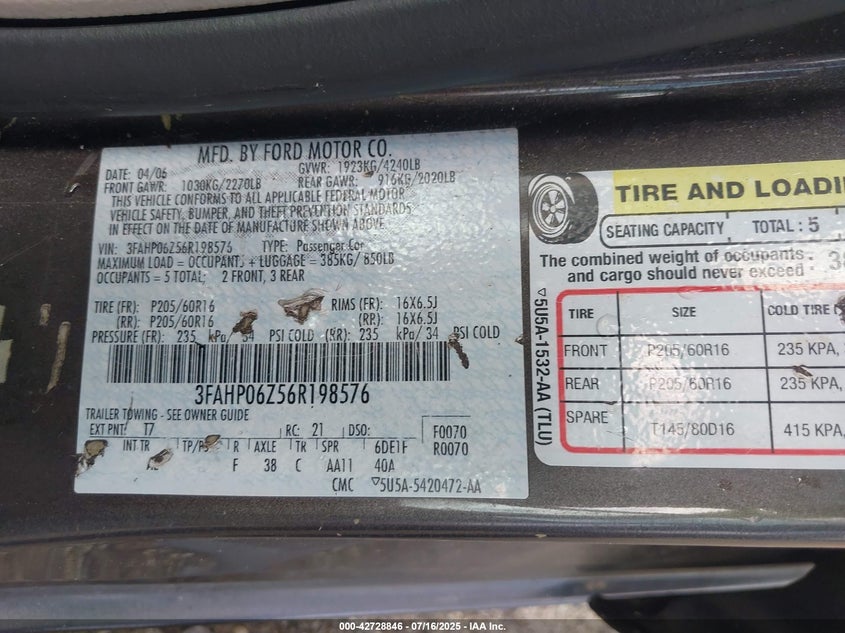 MFD. BY FORD MOTOR CO.
DATE: 04/06 GVWR: 1923KG/4240LB
FRONT GAWR: 1030KG/2270LB REAR GAWR: 916KG/2020LB
THIS VEHICLE CONFORMS TO ALL APPLICABLE FEDERAL MOTOR
VEHICLE SAFETY, BUMPER, AND THEFT PREVENTION STANDARDS
IN EFFECT ON THE DATE OF MANUFACTURE SHOWN ABOVE.
VIN: 3FAHP06Z56R198576 TYPE: Passenger Car
MAXIMUM LOAD = OCCUPANTS + LUGGAGE = 385KG/850LB
OCCUPANTS = 5 TOTAL; 2 FRONT, 3 REAR
TIRE (FR): P205/60R16 RIMS (FR): 16X6.5J
(RR): P205/60R16 (RR): 16X6.5J
PRESSURE (FR): 235 kPa/34 PSI COLD (RR): 235 kPa/34 PSI COLD
3FAHP06Z56R198576
TRAILER TOWING - SEE OWNER GUIDE
EXT PNT: T7 RC: 21 DSO: F0070
INT TR TP/PS R AXLE TR SPR 6DE1F R0070
F 38 C AA11 40A
CMC ▽5U5A-5420472-AA
TIRE AND LOADI
SEATING CAPACITY TOTAL: 5
The combined weight of occupants
and cargo should never exceed : 38
TIRE SIZE COLD TIRE
FRONT P205/60R16 235 KPA,
REAR P205/60R16 235 KPA,
SPARE T145/80D16 415 KPA,
▽5U5A-1532-AA (TLU)
000-42728846 - 07/16/2025 - IAA Inc.